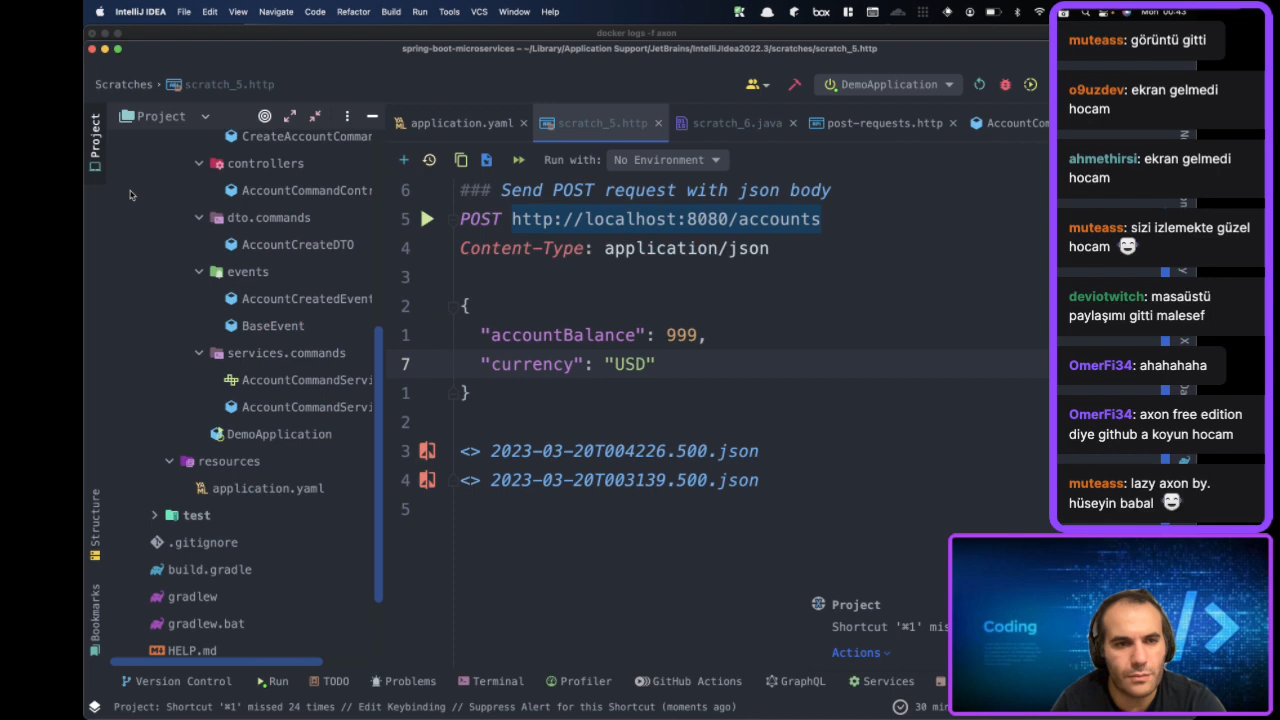 IntelliJ IDEA File Edit View Navigate Code Refactor Build Run Tools VCS Window Help
box
Mon 00:43
docker logs -f axon
spring-boot-microservices – ~/Library/Application Support/JetBrains/IntelliJIdea2022.3/scratches/scratch_5.http
Scratches › scratch_5.http
DemoApplication
Project
Project
application.yaml
scratch_5.http
scratch_6.java
post-requests.http
AccountCom
Run with: No Environment
CreateAccountCommar
controllers
AccountCommandContr
dto.commands
AccountCreateDTO
events
AccountCreatedEvent
BaseEvent
services.commands
AccountCommandServi
AccountCommandServi
DemoApplication
resources
application.yaml
test
.gitignore
build.gradle
gradlew
gradlew.bat
HELP.md
Structure
Bookmarks
6 ### Send POST request with json body
5 POST http://localhost:8080/accounts
4 Content-Type: application/json
3
2 {
1 "accountBalance": 999,
7 "currency": "USD"
1 }
2
3 <> 2023-03-20T004226.500.json
4 <> 2023-03-20T003139.500.json
5
Project
Shortcut '⌘1' mis
Actions
Version Control Run TODO Problems Terminal Profiler GitHub Actions GraphQL Services
Project: Shortcut '⌘1' missed 24 times // Edit Keybinding // Suppress Alert for this Shortcut (moments ago)
30 min
muteass: görüntü gitti
o9uzdev: ekran gelmedi
hocam
ahmethirsi: ekran gelmedi
hocam
muteass: sizi izlemekte güzel
hocam
deviotwitch: masaüstü
paylaşımı gitti malesef
OmerFi34: ahahahaha
OmerFi34: axon free edition
diye github a koyun hocam
muteass: lazy axon by.
hüseyin babal
Coding